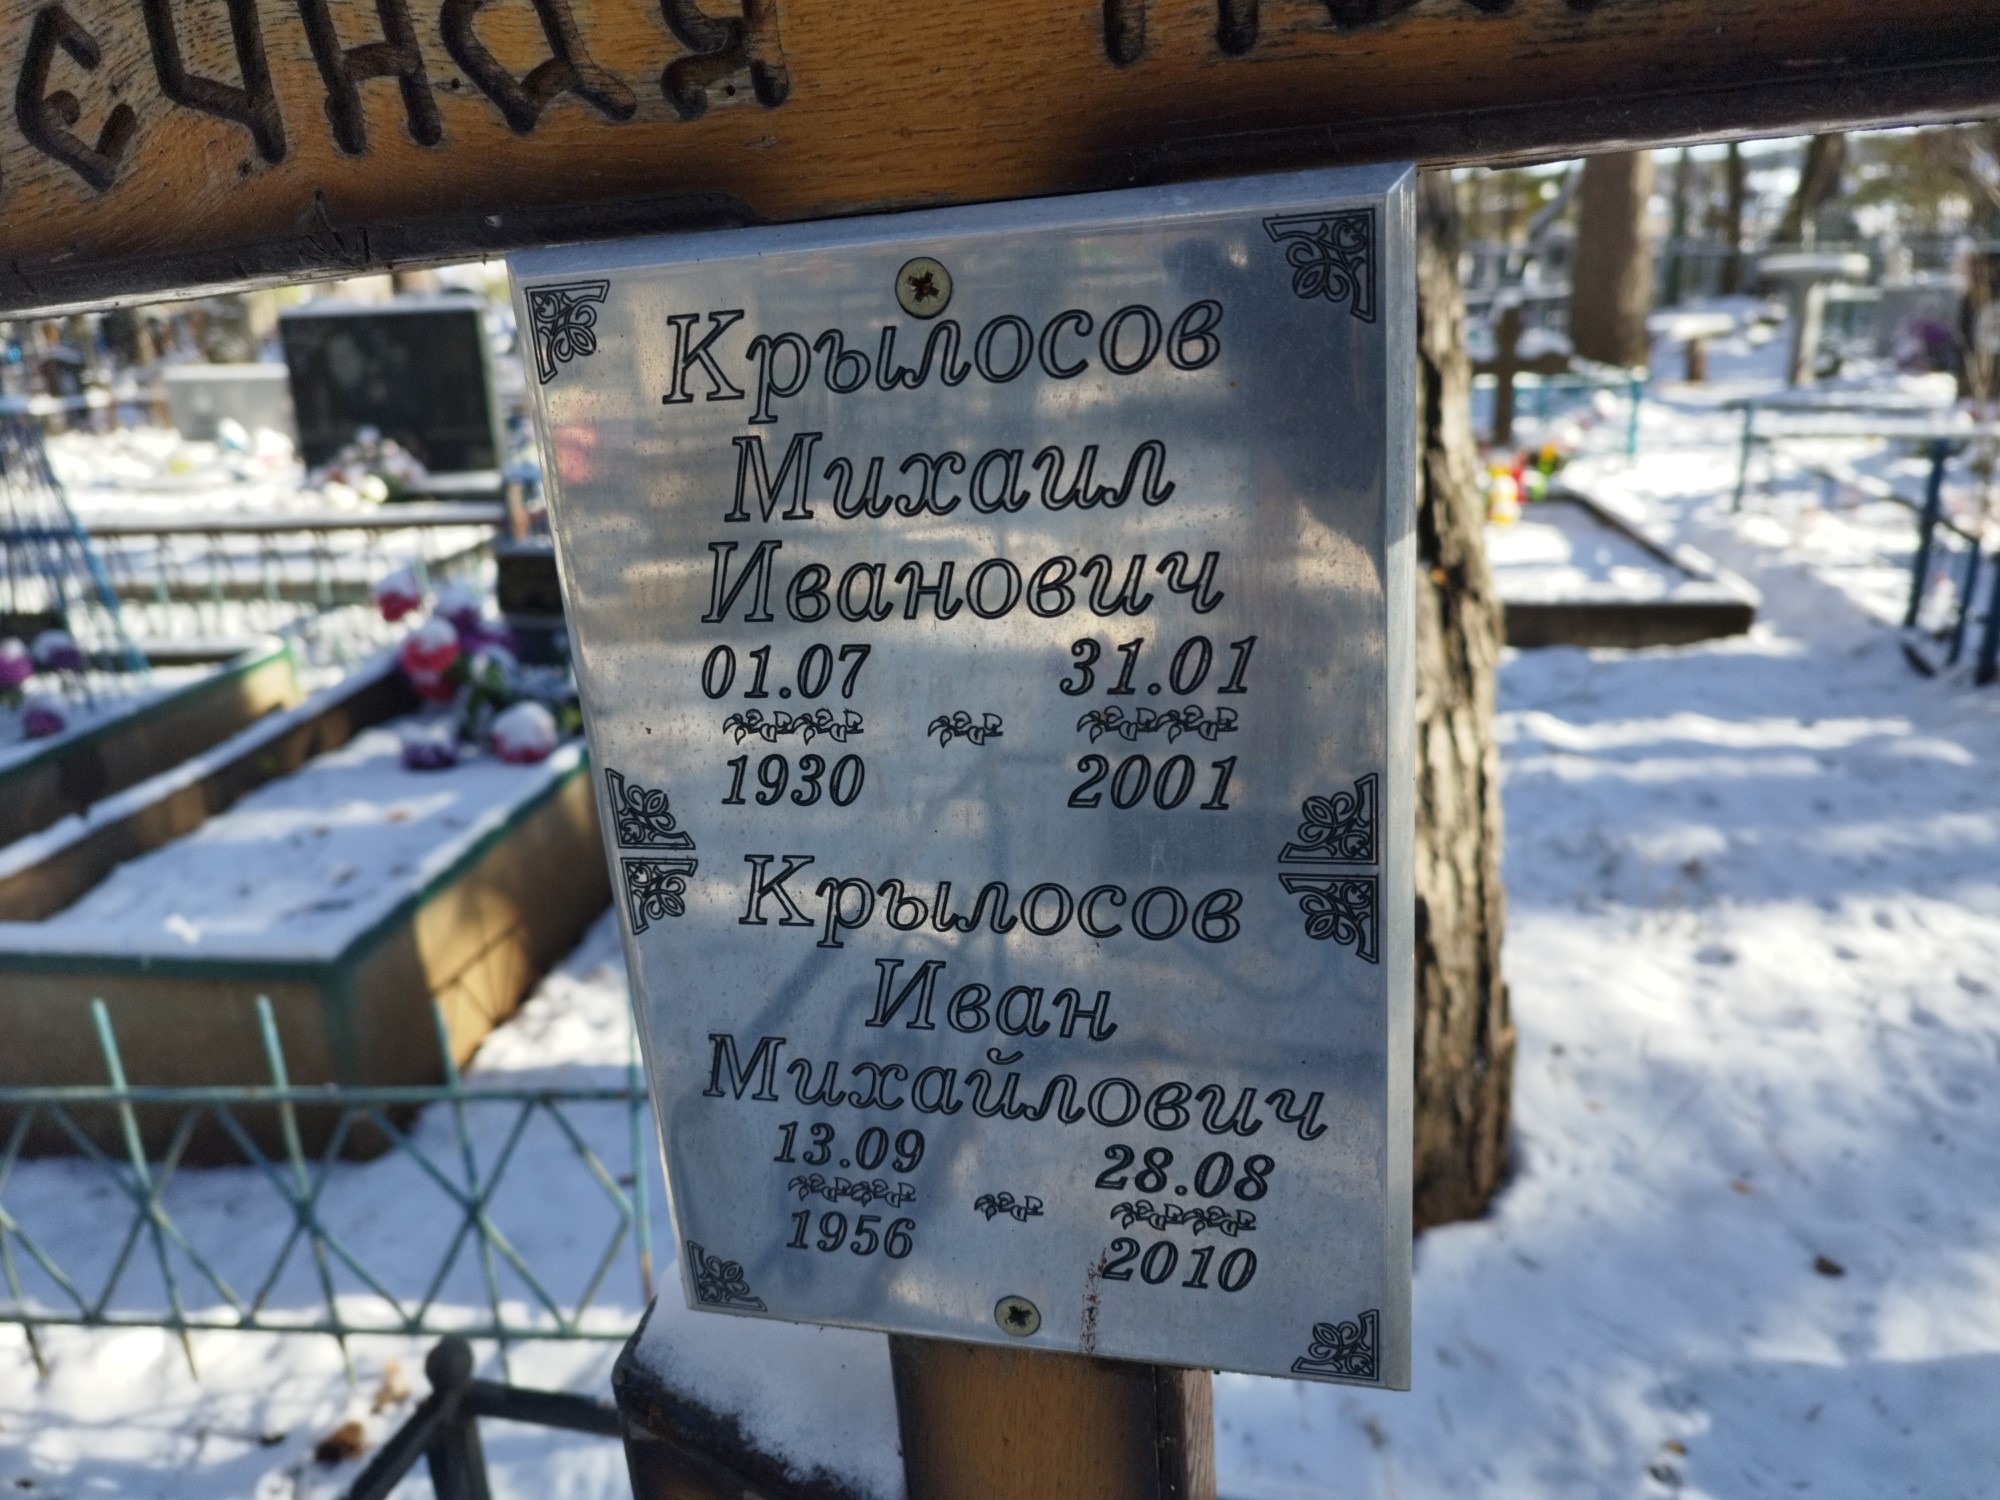 Крылосов
Михаил
Иванович
01.07 31.01
1930 2001
Крылосов
Иван
Михайлович
13.09 28.08
1956 2010